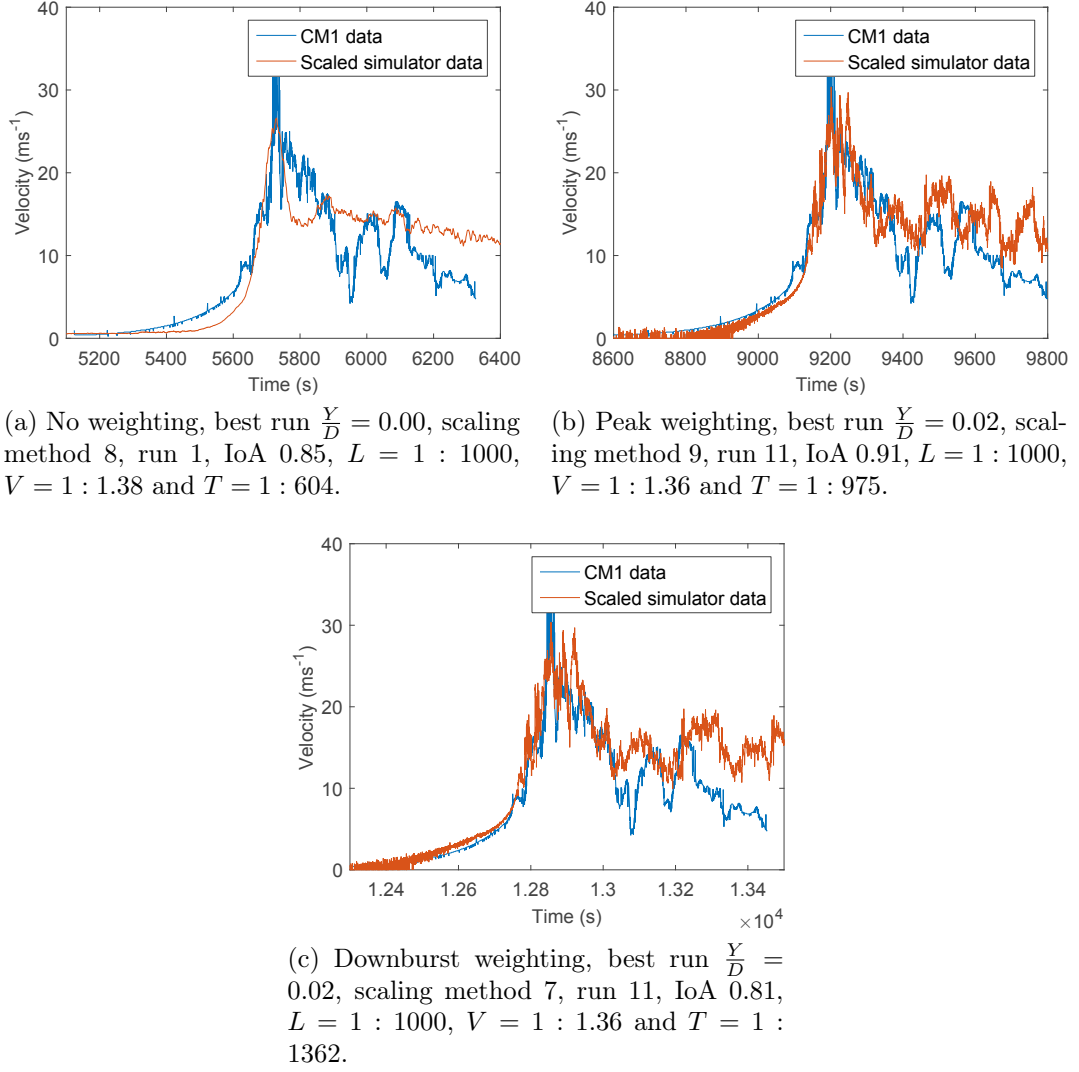 40
30
20
10
0
Velocity (ms⁻¹)
CM1 data
Scaled simulator data
5200 5400 5600 5800 6000 6200 6400
Time (s)
(a) No weighting, best run Y/D = 0.00, scaling
method 8, run 1, IoA 0.85, L = 1 : 1000,
V = 1 : 1.38 and T = 1 : 604.
40
30
20
10
0
Velocity (ms⁻¹)
CM1 data
Scaled simulator data
8600 8800 9000 9200 9400 9600 9800
Time (s)
(b) Peak weighting, best run Y/D = 0.02, scal-
ing method 9, run 11, IoA 0.91, L = 1 : 1000,
V = 1 : 1.36 and T = 1 : 975.
40
30
20
10
0
Velocity (ms⁻¹)
CM1 data
Scaled simulator data
1.24 1.26 1.28 1.3 1.32 1.34
Time (s)
×10⁴
(c) Downburst weighting, best run Y/D =
0.02, scaling method 7, run 11, IoA 0.81,
L = 1 : 1000, V = 1 : 1.36 and T = 1 :
1362.